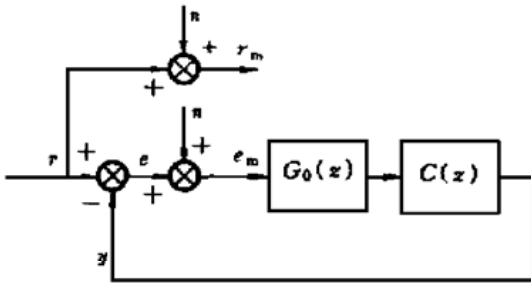 n
+ r_m
+
n
r + e + e_m G_0(z) C(z)
− +
y